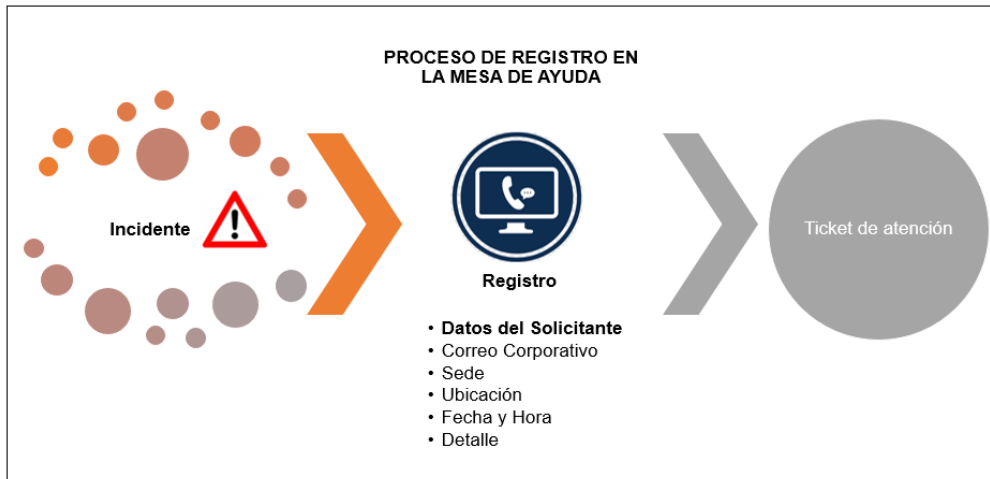 PROCESO DE REGISTRO EN
LA MESA DE AYUDA
Incidente
Registro
• Datos del Solicitante
• Correo Corporativo
• Sede
• Ubicación
• Fecha y Hora
• Detalle
Ticket de atención